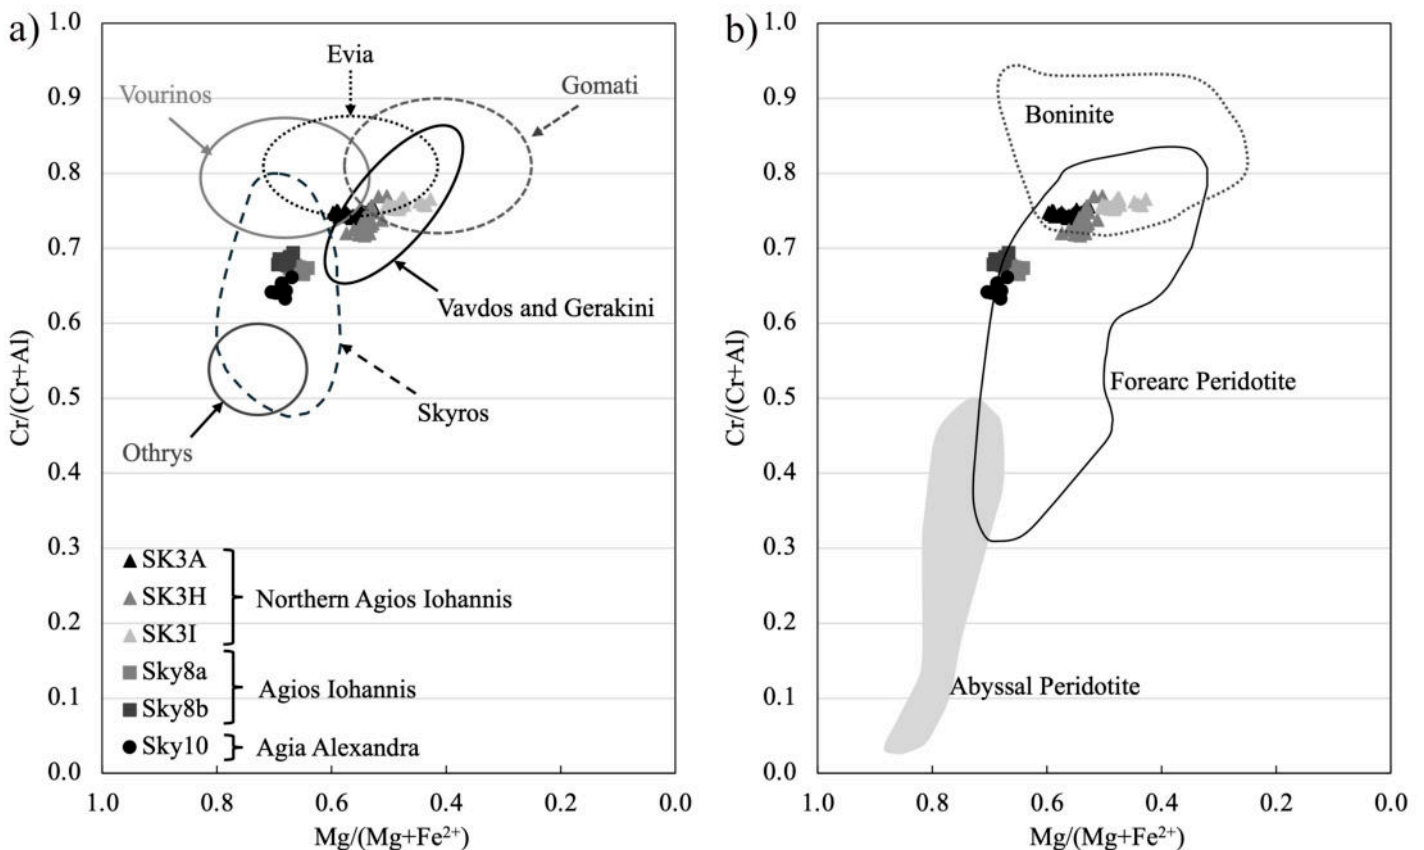 a)
1.0
0.9
0.8
0.7
0.6
0.5
0.4
0.3
0.2
0.1
0.0
Cr/(Cr+Al)
Evia
Vourinos
Gomati
Vavdos and Gerakini
Skyros
Othrys
SK3A
SK3H
SK3I
Northern Agios Iohannis
Sky8a
Sky8b
Agios Iohannis
Sky10
Agia Alexandra
1.0 0.8 0.6 0.4 0.2 0.0
Mg/(Mg+Fe²⁺)
b)
1.0
0.9
0.8
0.7
0.6
0.5
0.4
0.3
0.2
0.1
0.0
Cr/(Cr+Al)
Boninite
Forearc Peridotite
Abyssal Peridotite
1.0 0.8 0.6 0.4 0.2 0.0
Mg/(Mg+Fe²⁺)